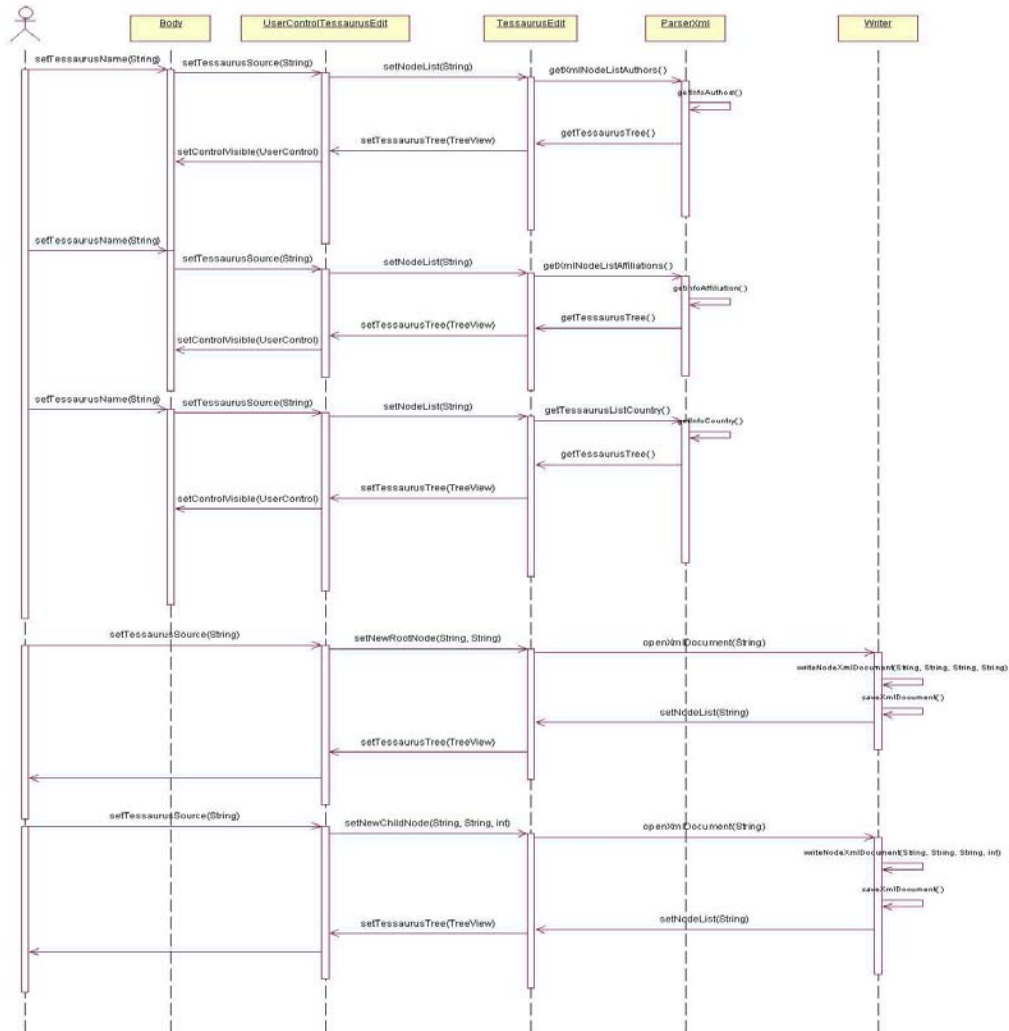 Body
UserControlTessaurusEdit
TessaurusEdit
ParserXml
Writer
setTessaurusName(String)
setTessaurusSource(String)
setNodeList(String)
getXmlNodeListAuthors()
getInfoAuthor()
getTessaurusTree()
setTessaurusTree(TreeView)
setControlVisible(UserControl)
setTessaurusName(String)
setTessaurusSource(String)
setNodeList(String)
getXmlNodeListAffiliations()
getInfoAffiliation()
getTessaurusTree()
setTessaurusTree(TreeView)
setControlVisible(UserControl)
setTessaurusName(String)
setTessaurusSource(String)
setNodeList(String)
getTessaurusListCountry()
getInfoCountry()
getTessaurusTree()
setTessaurusTree(TreeView)
setControlVisible(UserControl)
setTessaurusSource(String)
setNewRootNode(String, String)
openXmlDocument(String)
writeNodeXmlDocument(String, String, String, String)
saveXmlDocument()
setNodeList(String)
setTessaurusTree(TreeView)
setTessaurusSource(String)
setNewChildNode(String, String, int)
openXmlDocument(String)
writeNodeXmlDocument(String, String, String, int)
saveXmlDocument()
setNodeList(String)
setTessaurusTree(TreeView)